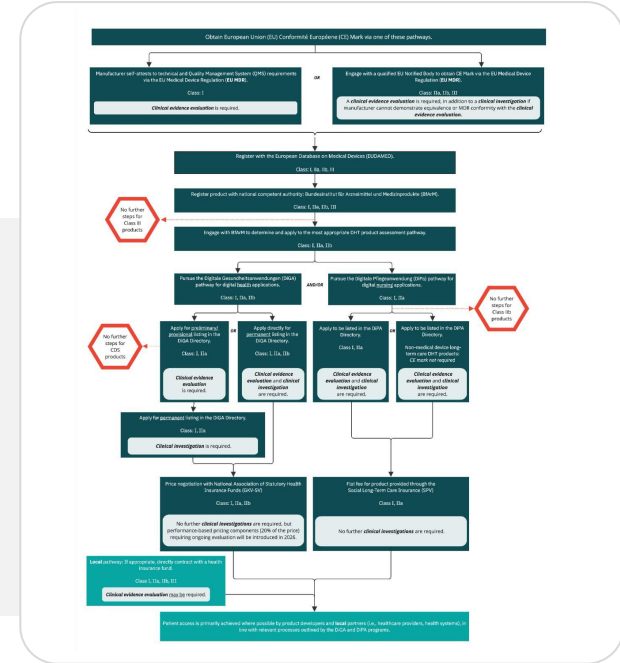 Obtain European Union (EU) Conformité Européene (CE) Mark via one of these pathways.
Manufacturer self-attests to technical and Quality Management System (QMS) requirements
via the EU Medical Device Regulation (EU MDR).
Class: I
Clinical evidence evaluation is required.
OR
Engage with a qualified EU Notified Body to obtain CE Mark via the EU Medical Device
Regulation (EU MDR).
Class: IIa, IIb, III
A clinical evidence evaluation is required, in addition to a clinical investigation if
manufacturer cannot demonstrate equivalence or MDR conformity with the clinical
evidence evaluation.
Register with the European Database on Medical Devices (EUDAMED).
Class: I, IIa, IIb, III
Register product with national competent authority: Bundesinstitut für Arzneimittel und Medizinprodukte (BfArM).
Class: I, IIa, IIb, III
No further
steps for
Class III
products
Engage with BfArM to determine and apply to the most appropriate DHT product assessment pathway.
Class: I, IIa, IIb
Pursue the Digitale Gesundheitsanwendungen (DIGA)
pathway for digital health applications.
Class: I, IIa, IIb
AND/OR
Pursue the Digitale Pflegeanwendung (DiPs) pathway for
digital nursing applications.
Class: I, IIa
No further
steps for
Class IIb
products
No further
steps for
CDS
products
Apply for preliminary/
provisional listing in the
DIGA Directory.
Class: I, IIa
Clinical evidence
evaluation
is required.
OR
Apply directly for
permanent listing in the
DIGA Directory.
Class: I, IIa, IIb
Clinical evidence
evaluation and clinical
investigation
are required.
Apply to be listed in the DiPA
Directory.
Class I, IIa
Clinical evidence
evaluation and clinical
investigation
are required.
OR
Apply to be listed in the DiPA
Directory.
Non-medical device long-
term care DHT products:
CE mark not required
Clinical evidence
evaluation and clinical
investigation
are required.
Apply for permanent listing in the DIGA Directory.
Class: I, IIa
Clinical investigation is required.
Price negotiation with National Association of Statutory Health
Insurance Funds (GKV-SV)
Class: I, IIa, IIb
No further clinical investigations are required, but
performance-based pricing components (20% of the price)
requiring ongoing evaluation will be introduced in 2026.
Flat fee for product provided through the
Social Long-Term Care Insurance (SPV)
Class I, IIa
No further clinical investigations are required.
Local pathway: If appropriate, directly contract with a health
insurance fund.
Class I, IIa, IIb, III
Clinical evidence evaluation may be required.
Patient access is primarily achieved where possible by product developers and local partners (i.e., healthcare providers, health systems), in
line with relevant processes outlined by the DIGA and DiPA programs.